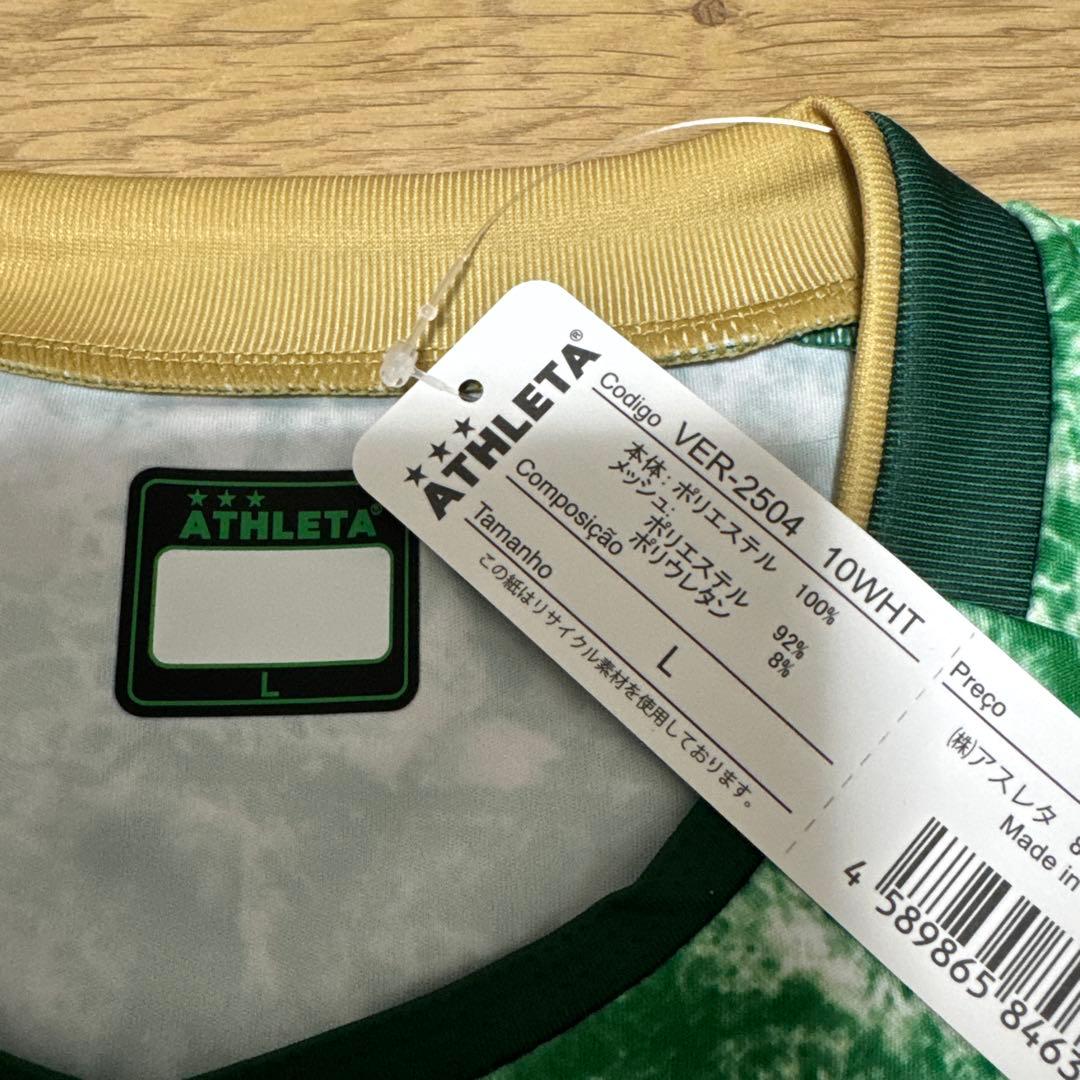 ★★★
ATHLETA®
L
★★★
ATHLETA®
Codigo VER-2504 10WHT
本体: ポリエステル 100%
メッシュ: ポリエステル 92%
ポリウレタン 8%
Composição
Tamanho L
この紙はリサイクル素材を使用しております。
Preço
(株)アスレタ 8
Made in
4 589865 8463